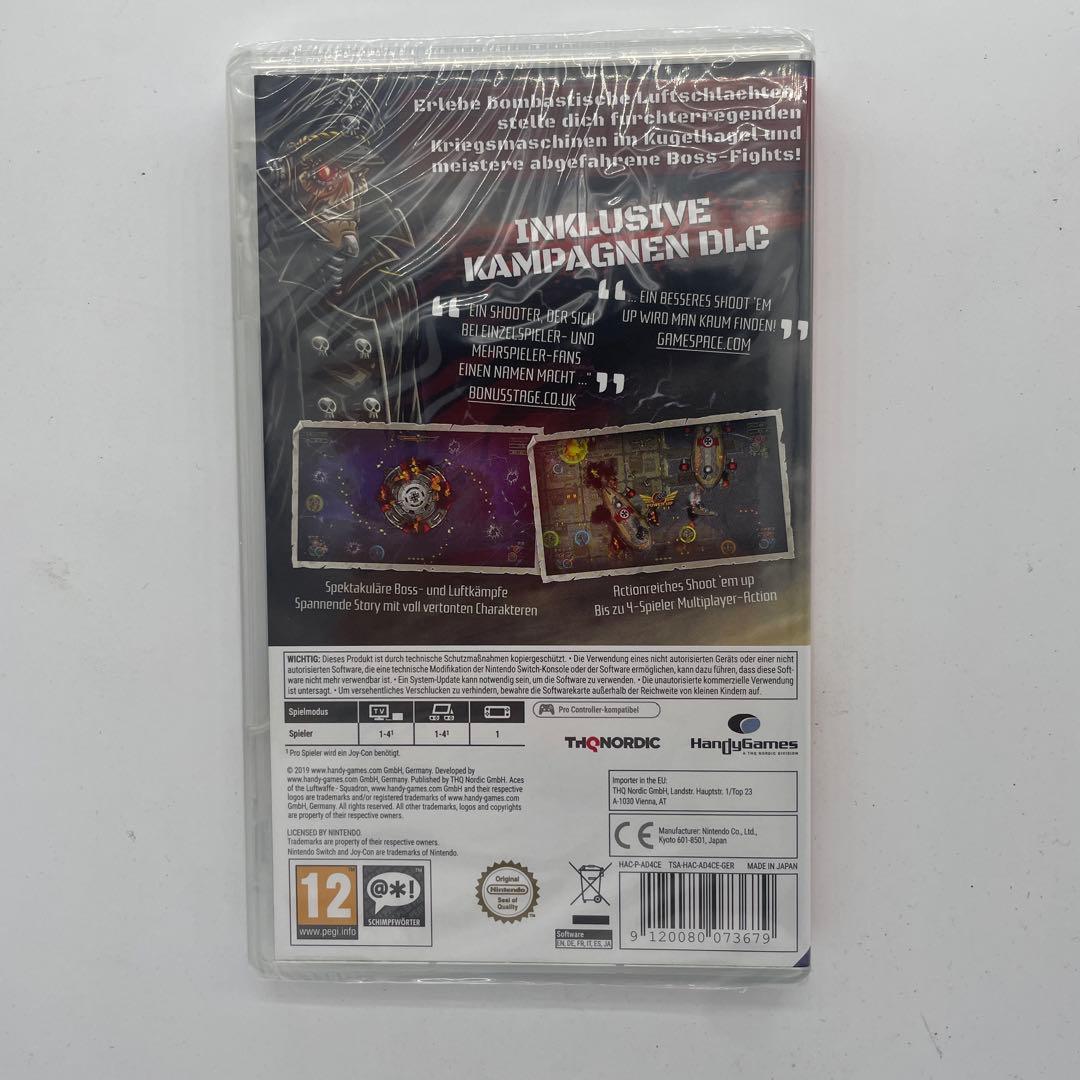 Erlebe bombastische Luftschlachten,
stelle dich furchterregenden
Kriegsmaschinen im Kugelhagel und
meistere abgefahrene Boss-Fights!
INKLUSIVE
KAMPAGNEN DLC
"EIN SHOOTER, DER SICH
BEI EINZELSPIELER- UND
MEHRSPIELER-FANS
EINEN NAMEN MACHT ..."
BONUSSTAGE.CO.UK
... EIN BESSERES SHOOT 'EM
UP WIRD MAN KAUM FINDEN!
GAMESPACE.COM
Spektakuläre Boss- und Luftkämpfe
Spannende Story mit voll vertonten Charakteren
Actionreiches Shoot 'em up
Bis zu 4-Spieler Multiplayer-Action
WICHTIG: Dieses Produkt ist durch technische Schutzmaßnahmen kopiergeschützt. • Die Verwendung eines nicht autorisierten Geräts oder einer nicht
autorisierten Software, die eine technische Modifikation der Nintendo Switch-Konsole oder der Software ermöglichen, kann dazu führen, dass diese Soft-
ware nicht mehr verwendbar ist. • Ein System-Update kann notwendig sein, um die Software zu verwenden. • Die unautorisierte kommerzielle Verwendung
ist untersagt. • Um versehentliches Verschlucken zu verhindern, bewahre die Softwarekarte außerhalb der Reichweite von kleinen Kindern auf.
Spielmodus
TV
Spieler
1-4¹
1-4¹
1
Pro Controller-kompatibel
¹ Pro Spieler wird ein Joy-Con benötigt.
THQNORDIC
HandyGames
A THQ NORDIC DIVISION
© 2019 www.handy-games.com GmbH, Germany. Developed by
www.handy-games.com GmbH, Germany. Published by THQ Nordic GmbH. Aces
of the Luftwaffe - Squadron, www.handy-games.com GmbH and their respective
logos are trademarks and/or registered trademarks of www.handy-games.com
GmbH, Germany. All rights reserved. All other trademarks, logos and copyrights
are property of their respective owners.
LICENSED BY NINTENDO.
Trademarks are property of their respective owners.
Nintendo Switch and Joy-Con are trademarks of Nintendo.
Importer in the EU:
THQ Nordic GmbH, Landstr. Hauptstr. 1/Top 23
A-1030 Vienna, AT
CE
Manufacturer: Nintendo Co., Ltd.,
Kyoto 601-8501, Japan
HAC-P-AD4CE TSA-HAC-AD4CE-GER MADE IN JAPAN
12
www.pegi.info
@*!
SCHIMPFWÖRTER
TM
Original
Nintendo
Seal of
Quality
TM
Software
EN, DE, FR, IT, ES, JA
9 120080 073679